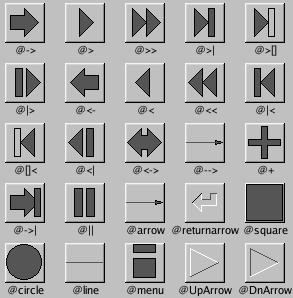 @-> @> @>> @>| @>[]
@|> @<- @< @<< @|<
@[]< @<| @<-> @--> @+
@->| @|| @arrow @returnarrow @square
@circle @line @menu @UpArrow @DnArrow